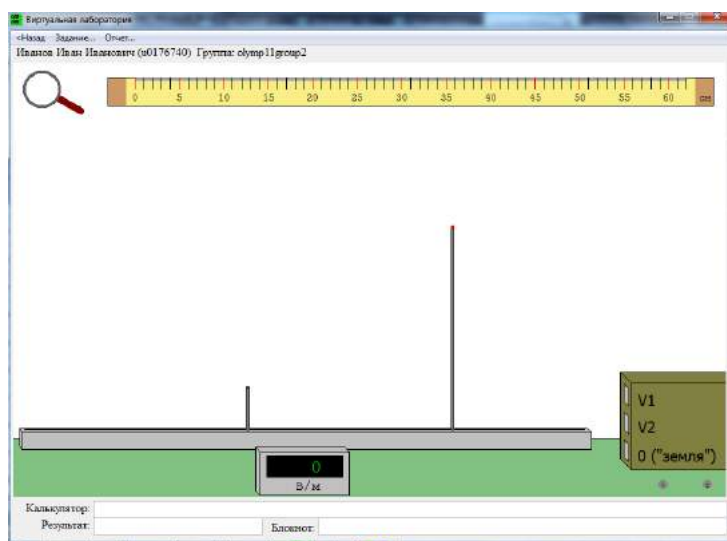 Виртуальная лаборатория
<Назад Задание... Отчет...
Иванов Иван Иванович (u0176740) Группа: olymp11group2
0 5 10 15 20 25 30 35 40 45 50 55 60 см
V1
V2
0 ("земля")
0
В/м
Калькулятор:
Результат: Блокнот: